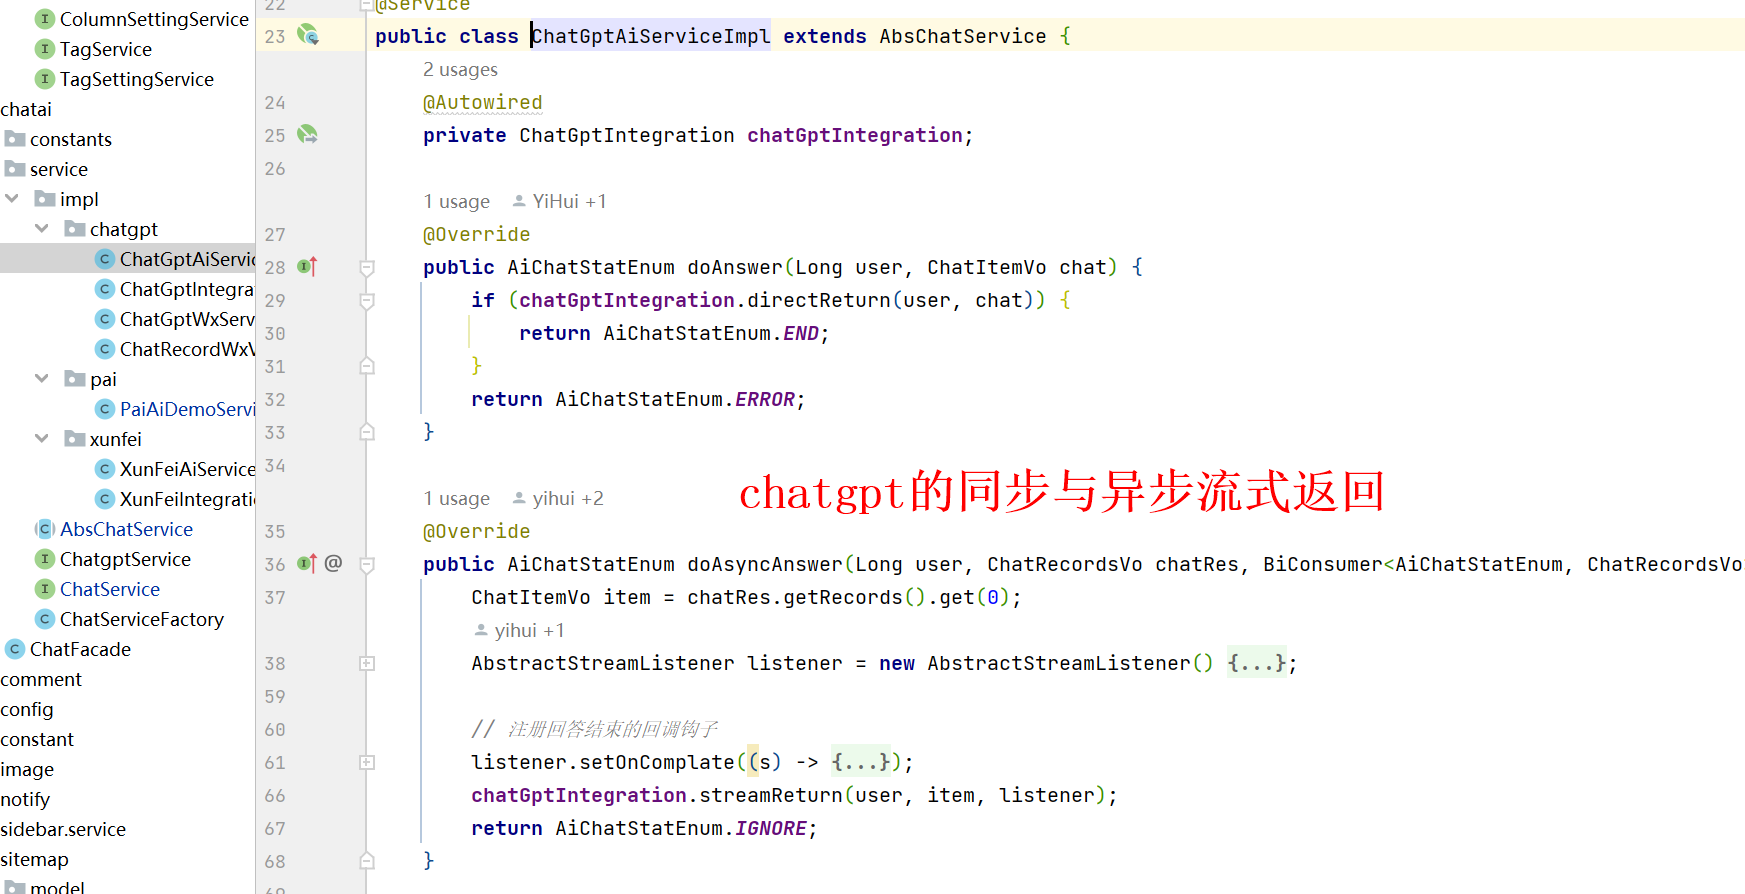 ColumnSettingService
TagService
TagSettingService
chatai
constants
service
impl
chatgpt
ChatGptAiServic
ChatGptIntegra
ChatGptWxServ
ChatRecordWxV
pai
PaiAiDemoServi
xunfei
XunFeiAiService
XunFeiIntegrati
AbsChatService
ChatgptService
ChatService
ChatServiceFactory
ChatFacade
comment
config
constant
image
notify
sidebar.service
sitemap
model
22 @Service
23 public class ChatGptAiServiceImpl extends AbsChatService {
2 usages
24 @Autowired
25 private ChatGptIntegration chatGptIntegration;
26
1 usage YiHui +1
27 @Override
28 public AiChatStatEnum doAnswer(Long user, ChatItemVo chat) {
29 if (chatGptIntegration.directReturn(user, chat)) {
30 return AiChatStatEnum.END;
31 }
32 return AiChatStatEnum.ERROR;
33 }
34
chatgpt的同步与异步流式返回
1 usage yihui +2
35 @Override
36 @ public AiChatStatEnum doAsyncAnswer(Long user, ChatRecordsVo chatRes, BiConsumer<AiChatStatEnum, ChatRecordsVo
37 ChatItemVo item = chatRes.getRecords().get(0);
yihui +1
38 AbstractStreamListener listener = new AbstractStreamListener() {...};
59
60 // 注册回答结束的回调钩子
61 listener.setOnComplate((s) -> {...});
66 chatGptIntegration.streamReturn(user, item, listener);
67 return AiChatStatEnum.IGNORE;
68 }
69